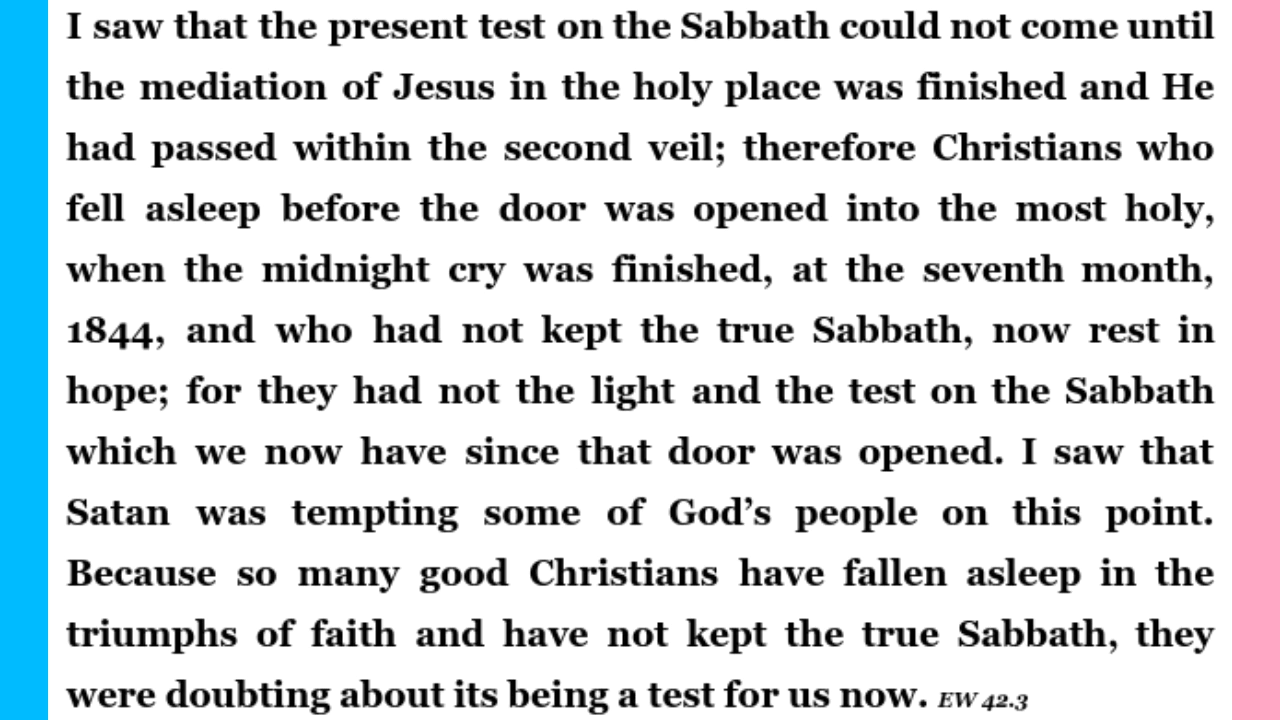 I saw that the present test on the Sabbath could not come until
the mediation of Jesus in the holy place was finished and He
had passed within the second veil; therefore Christians who
fell asleep before the door was opened into the most holy,
when the midnight cry was finished, at the seventh month,
1844, and who had not kept the true Sabbath, now rest in
hope; for they had not the light and the test on the Sabbath
which we now have since that door was opened. I saw that
Satan was tempting some of God’s people on this point.
Because so many good Christians have fallen asleep in the
triumphs of faith and have not kept the true Sabbath, they
were doubting about its being a test for us now. EW 42.3